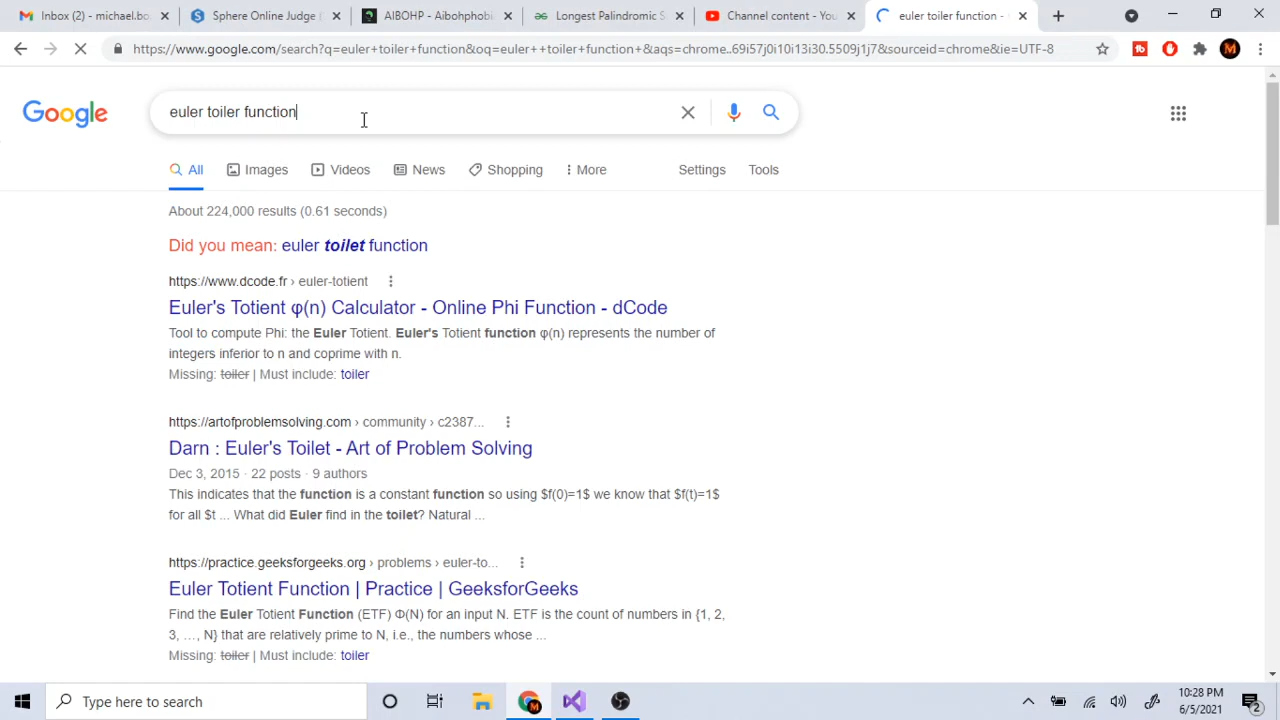 Inbox (2) - michael.bo
Sphere Online Judge (
AIBOHP - Aibohphobi
Longest Palindromic S
Channel content - You
euler toiler function -
https://www.google.com/search?q=euler+toiler+function&oq=euler++toiler+function+&aqs=chrome..69i57j0i10i13i30.5509j1j7&sourceid=chrome&ie=UTF-8
M
Google
euler toiler function
All
Images
Videos
News
Shopping
More
Settings
Tools
About 224,000 results (0.61 seconds)
Did you mean: euler toilet function
https://www.dcode.fr › euler-totient
Euler's Totient φ(n) Calculator - Online Phi Function - dCode
Tool to compute Phi: the Euler Totient. Euler's Totient function φ(n) represents the number of
integers inferior to n and coprime with n.
Missing: toiler | Must include: toiler
https://artofproblemsolving.com › community › c2387...
Darn : Euler's Toilet - Art of Problem Solving
Dec 3, 2015 · 22 posts · 9 authors
This indicates that the function is a constant function so using $f(0)=1$ we know that $f(t)=1$
for all $t ... What did Euler find in the toilet? Natural ...
https://practice.geeksforgeeks.org › problems › euler-to...
Euler Totient Function | Practice | GeeksforGeeks
Find the Euler Totient Function (ETF) Φ(N) for an input N. ETF is the count of numbers in {1, 2,
3, …, N} that are relatively prime to N, i.e., the numbers whose ...
Missing: toiler | Must include: toiler
Type here to search
M
10:28 PM
6/5/2021
2